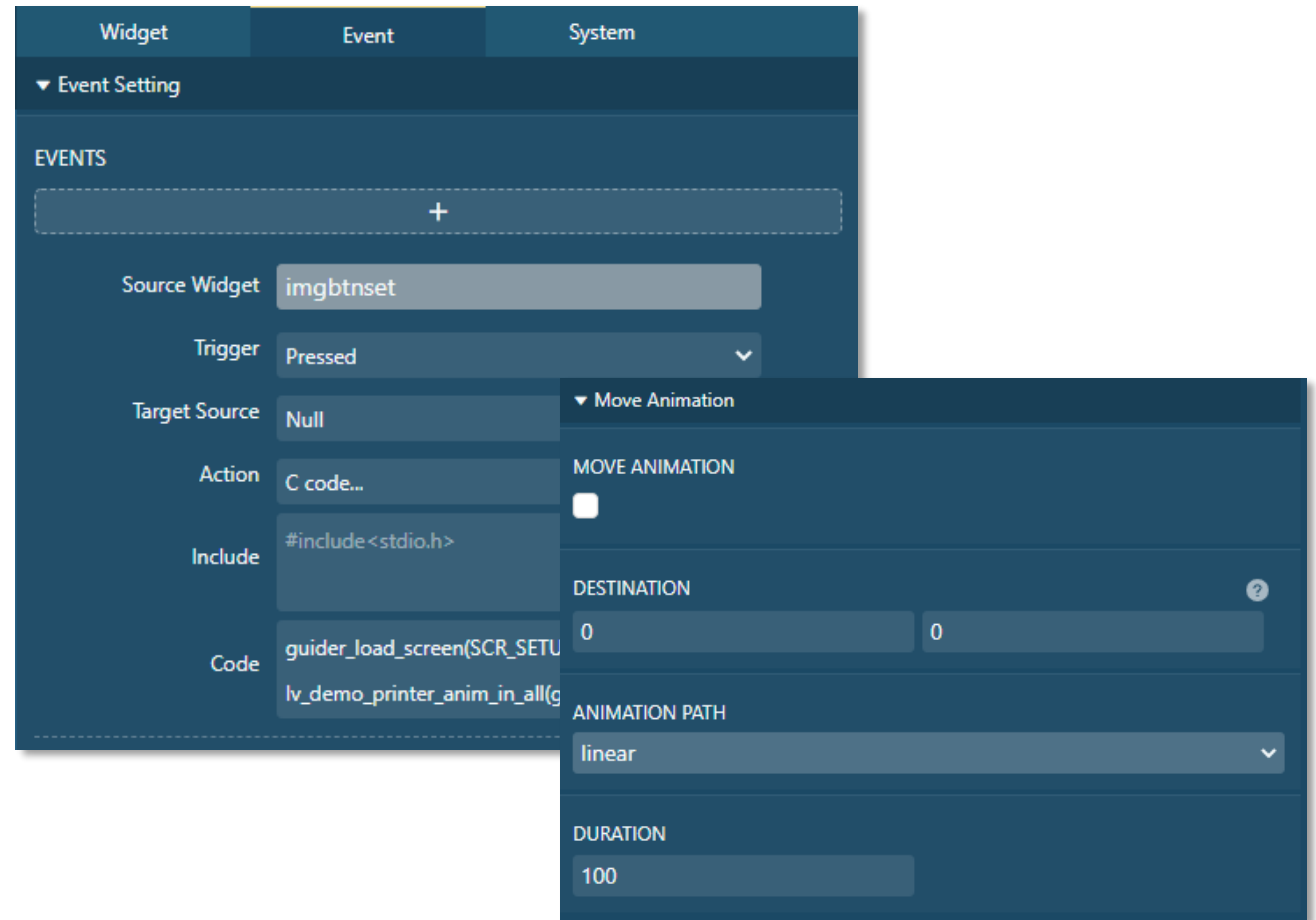 Widget Event System
Event Setting
EVENTS
+
Source Widget imgbtnset
Trigger Pressed
Target Source Null
Action C code...
Include #include<stdio.h>
Code guider_load_screen(SCR_SETU
lv_demo_printer_anim_in_all(g
Move Animation
MOVE ANIMATION
DESTINATION ?
0 0
ANIMATION PATH
linear
DURATION
100